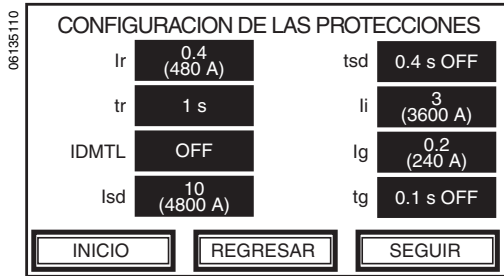 06135110
CONFIGURACION DE LAS PROTECCIONES
Ir 0.4 (480 A)
tr 1 s
IDMTL OFF
Isd 10 (4800 A)
tsd 0.4 s OFF
Ii 3 (3600 A)
Ig 0.2 (240 A)
tg 0.1 s OFF
INICIO REGRESAR SEGUIR